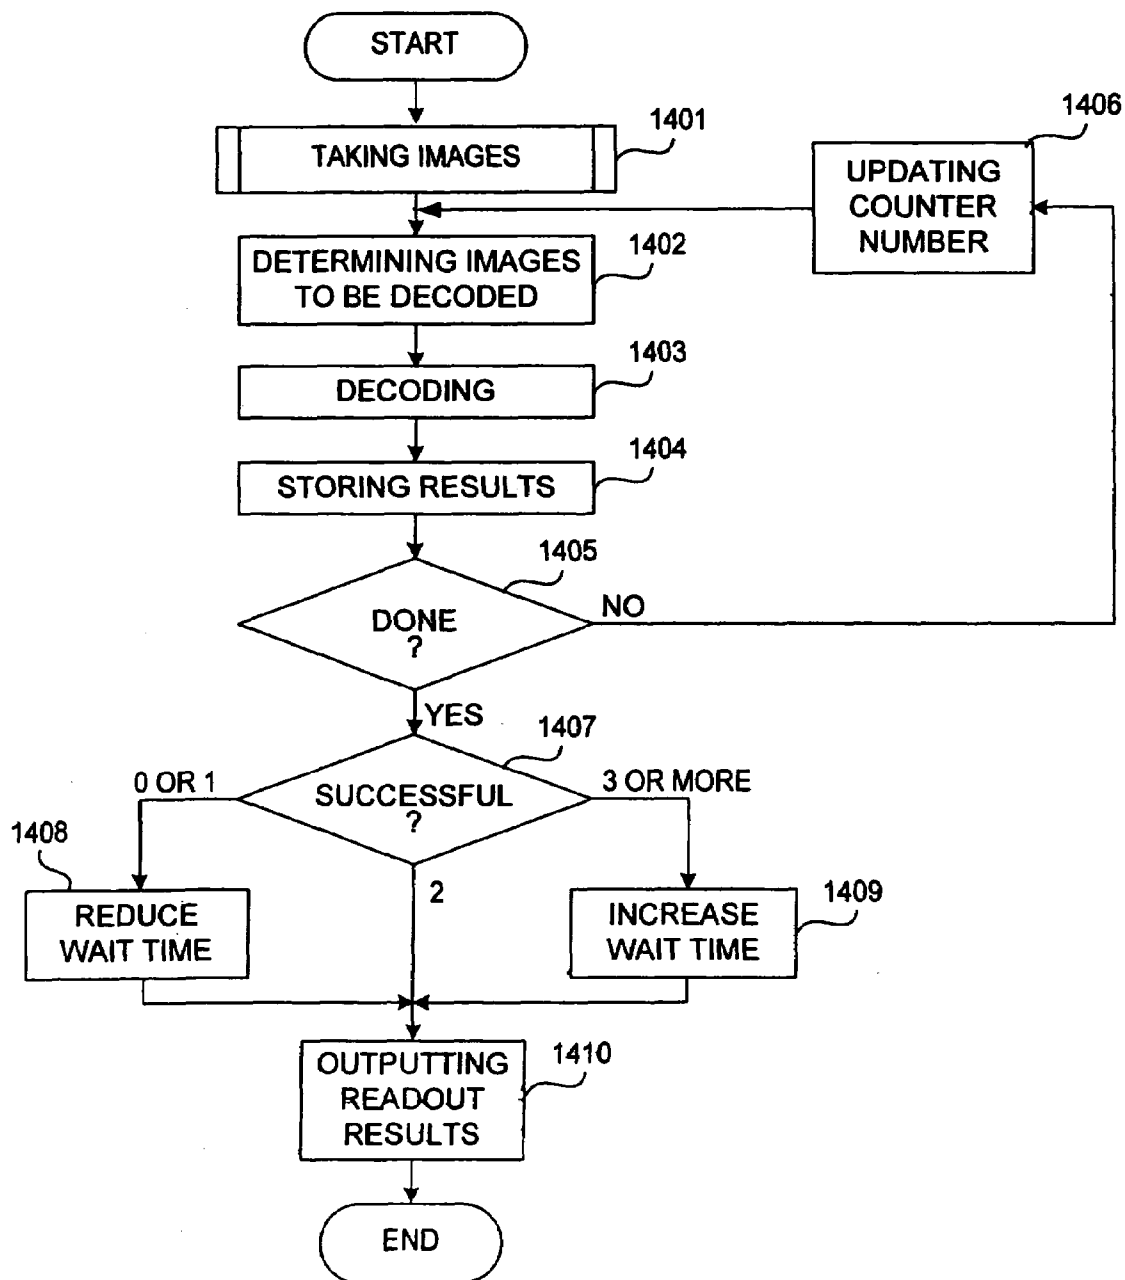 START
TAKING IMAGES
1401
1406
UPDATING
COUNTER
NUMBER
DETERMINING IMAGES
TO BE DECODED
1402
DECODING
1403
STORING RESULTS
1404
1405
DONE
?
NO
YES
1407
SUCCESSFUL
?
0 OR 1
3 OR MORE
2
1408
REDUCE
WAIT TIME
1409
INCREASE
WAIT TIME
OUTPUTTING
READOUT
RESULTS
1410
END